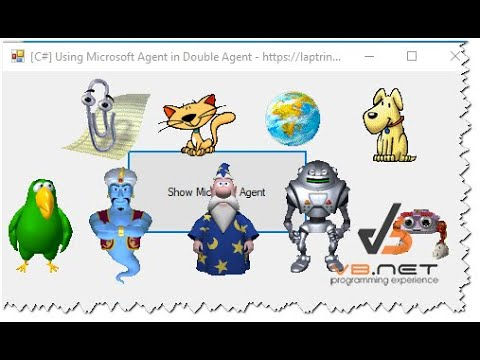 [C#] Using Microsoft Agent in Double Agent - https://laptrin...
Show Mic Agent
VB.NET
programming experience